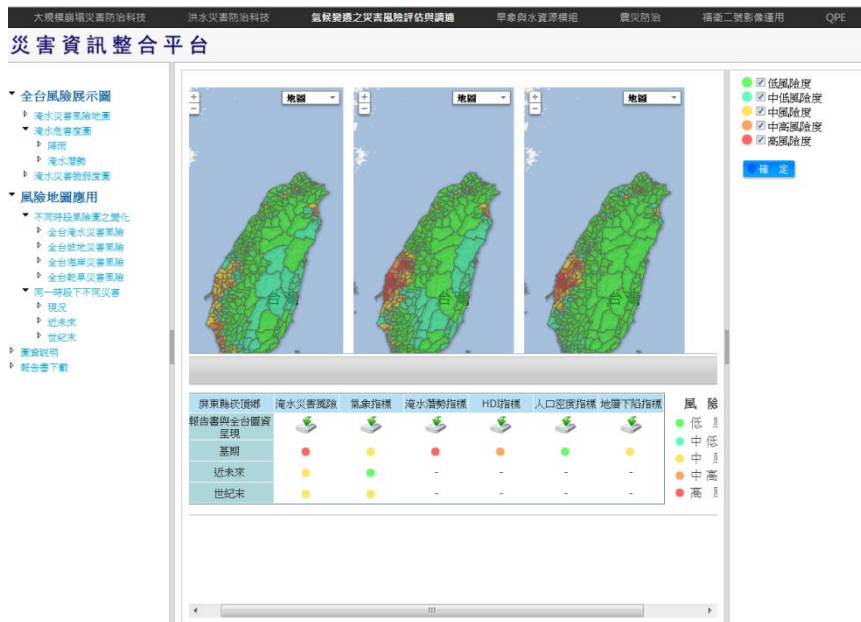 大規模崩塌災害防治科技 洪水災害防治科技 氣候變遷之災害風險評估與調適 旱象與水資源模組 震災防治 福衛二號影像運用 QPE
災害資訊整合平台
全台風險展示圖
淹水災害風險地圖
淹水危害度圖
降雨
淹水潛勢
淹水災害脆弱度圖
風險地圖應用
不同時段風險圖之變化
全台淹水災害風險
全台坡地災害風險
全台海岸災害風險
全台乾旱災害風險
同一時段下不同災害
現況
近未來
世紀末
圖資說明
報告書下載
地圖 地圖 地圖
台灣 台灣 台灣
低風險度
中低風險度
中風險度
中高風險度
高風險度
確 定
屏東縣崁頂鄉 淹水災害風險 氣象指標 淹水潛勢指標 HDI指標 人口密度指標 地層下陷指標
報告書與全台圖資
呈現
基期
近未來 - - - -
世紀末 - - - -
風 險
低
中 低
中
中 高
高